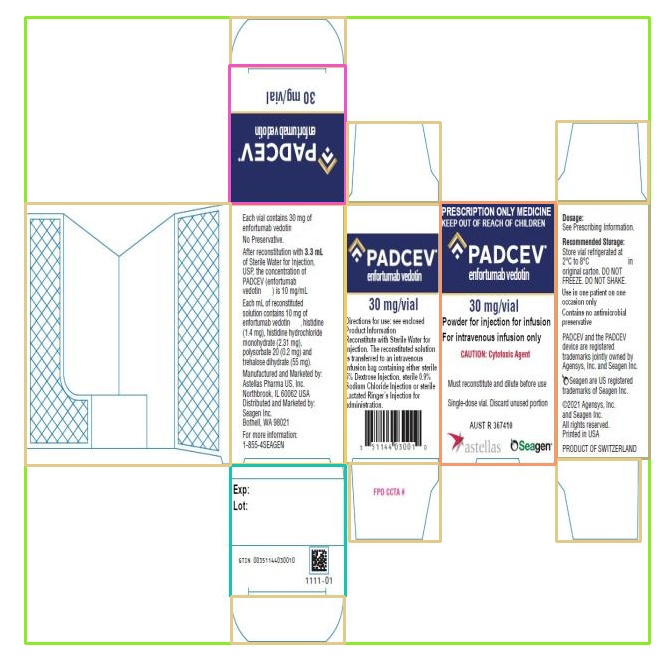 30 mg/vial
PADCEV
enfortumab vedotin
Each vial contains 30 mg of
enfortumab vedotin
No Preservative.
After reconstitution with 3.3 mL
of Sterile Water for Injection,
USP, the concentration of
PADCEV (enfortumab
vedotin ) is 10 mg/mL
Each mL of reconstituted
solution contains 10 mg of
enfortumab vedotin , histidine
(1.4 mg), histidine hydrochloride
monohydrate (2.31 mg),
polysorbate 20 (0.2 mg) and
trehalose dihydrate (55 mg).
Manufactured and Marketed by:
Astellas Pharma US, Inc.
Northbrook, IL 60062 USA
Distributed and Marketed by:
Seagen Inc.
Bothell, WA 98021
For more information:
1-855-4SEAGEN
PADCEV
enfortumab vedotin
30 mg/vial
Directions for use: see enclosed
Product Information
Reconstitute with Sterile Water for
Injection. The reconstituted solution
is transferred to an intravenous
infusion bag containing either sterile
5% Dextrose Injection, sterile 0.9%
Sodium Chloride Injection or sterile
Lactated Ringer's Injection for
administration.
5 51144 03001 0
PRESCRIPTION ONLY MEDICINE
KEEP OUT OF REACH OF CHILDREN
PADCEV
enfortumab vedotin
30 mg/vial
Powder for injection for infusion
For intravenous infusion only
CAUTION: Cytotoxic Agent
Must reconstitute and dilute before use
Single-dose vial. Discard unused portion
AUST R 367410
astellas Seagen
Dosage:
See Prescribing Information.
Recommended Storage:
Store vial refrigerated at
2°C to 8°C in
original carton. DO NOT
FREEZE. DO NOT SHAKE.
Use in one patient on one
occasion only
Contains no antimicrobial
preservative
PADCEV and the PADCEV
device are registered
trademarks jointly owned by
Agensys, Inc. and Seagen Inc.
Seagen are US registered
trademarks of Seagen Inc.
©2021 Agensys, Inc.
and Seagen Inc.
All rights reserved.
Printed in USA
PRODUCT OF SWITZERLAND
Exp:
Lot:
GTIN 00351144030010
1111-01
FPO CCTA #